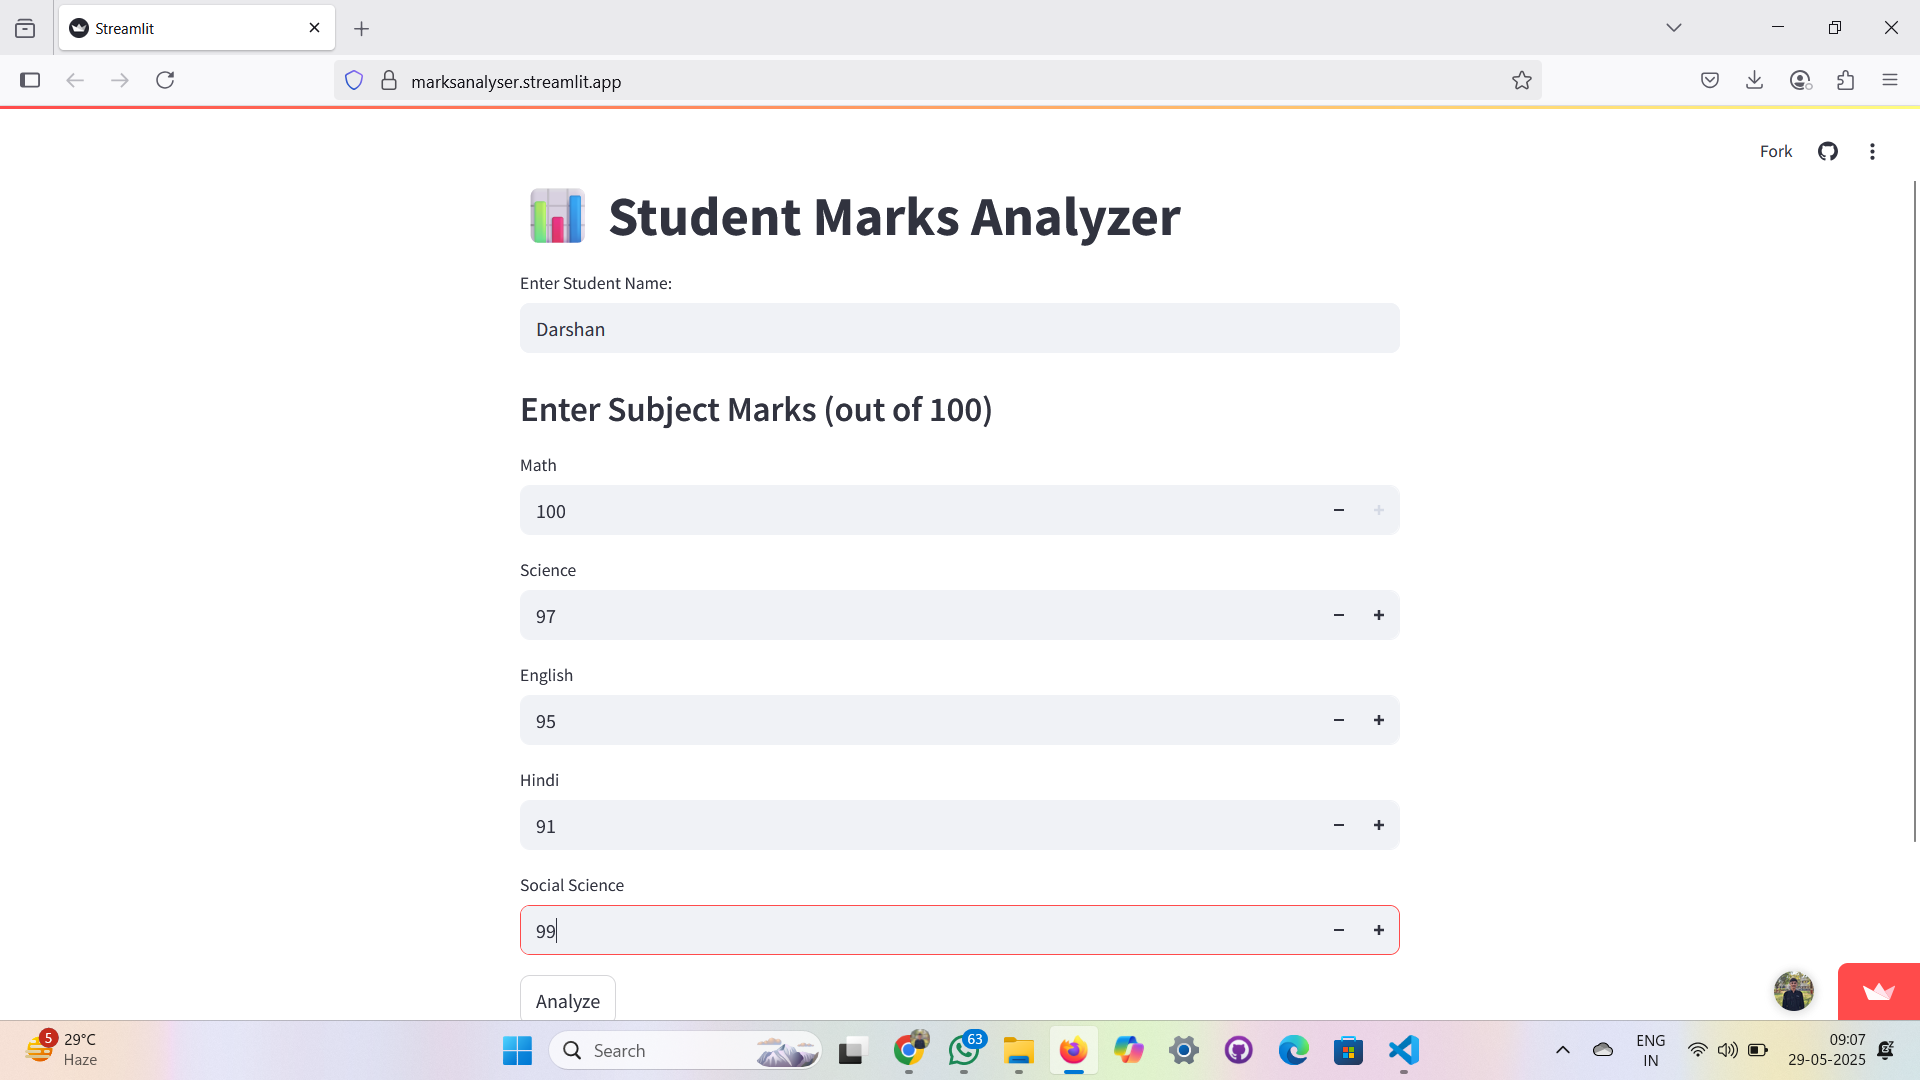 Streamlit
marksanalyser.streamlit.app
Fork
Student Marks Analyzer
Enter Student Name:
Darshan
Enter Subject Marks (out of 100)
Math
100
Science
97
English
95
Hindi
91
Social Science
99
Analyze
5
29°C
Haze
Search
63
ENG
IN
09:07
29-05-2025